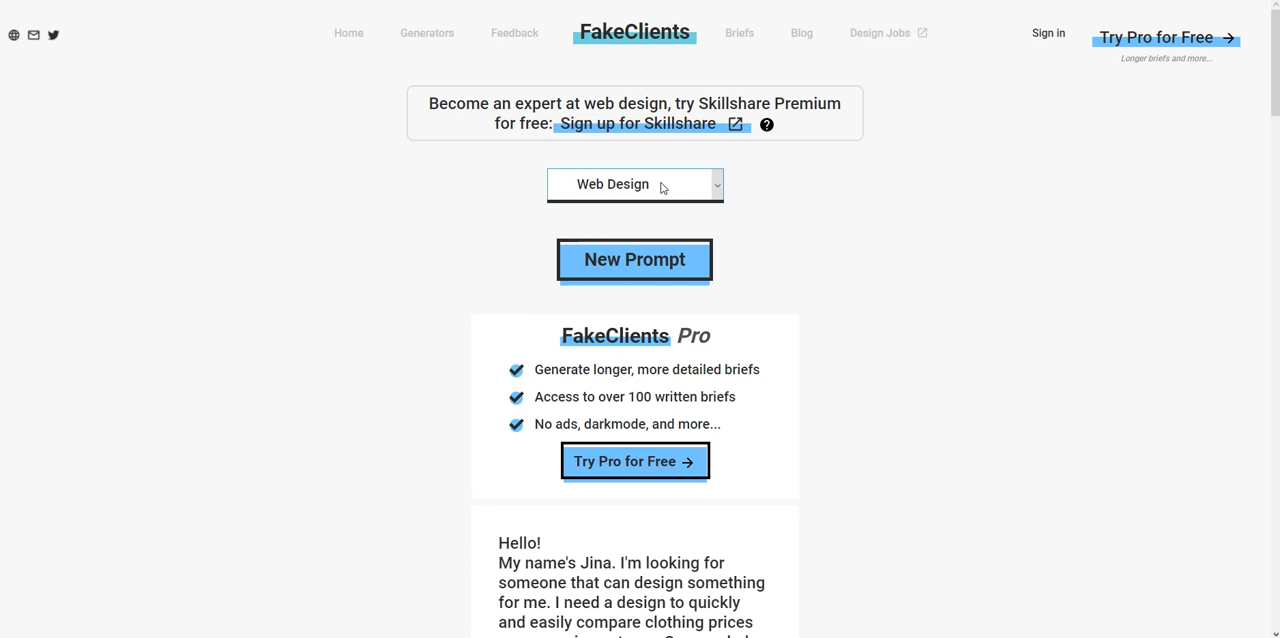 Home
Generators
Feedback
FakeClients
Briefs
Blog
Design Jobs
Sign in
Try Pro for Free →
Longer briefs and more...
Become an expert at web design, try Skillshare Premium
for free: Sign up for Skillshare
Web Design
New Prompt
FakeClients Pro
Generate longer, more detailed briefs
Access to over 100 written briefs
No ads, darkmode, and more...
Try Pro for Free →
Hello!
My name's Jina. I'm looking for
someone that can design something
for me. I need a design to quickly
and easily compare clothing prices